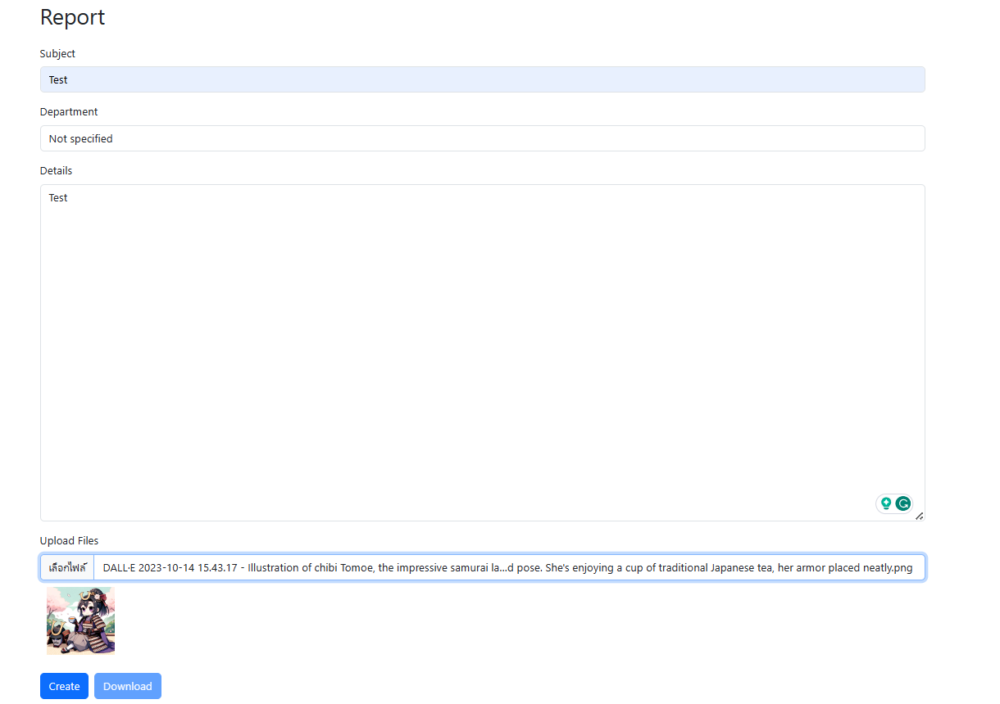 Report
Subject
Test
Department
Not specified
Details
Test
Upload Files
เลือกไฟล์ DALL·E 2023-10-14 15.43.17 - Illustration of chibi Tomoe, the impressive samurai la...d pose. She's enjoying a cup of traditional Japanese tea, her armor placed neatly.png
Create Download